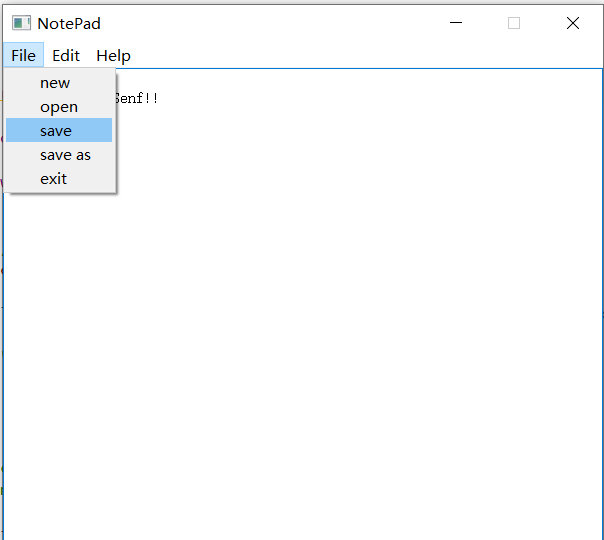 NotePad
File Edit Help
new
open
save
save as
exit
Senf!!